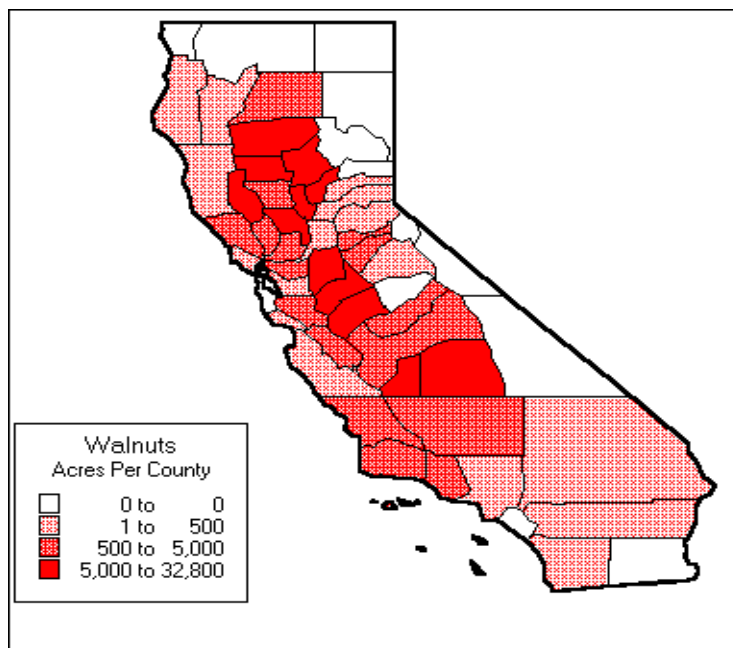 Walnuts
Acres Per County
0 to 0
1 to 500
500 to 5,000
5,000 to 32,800